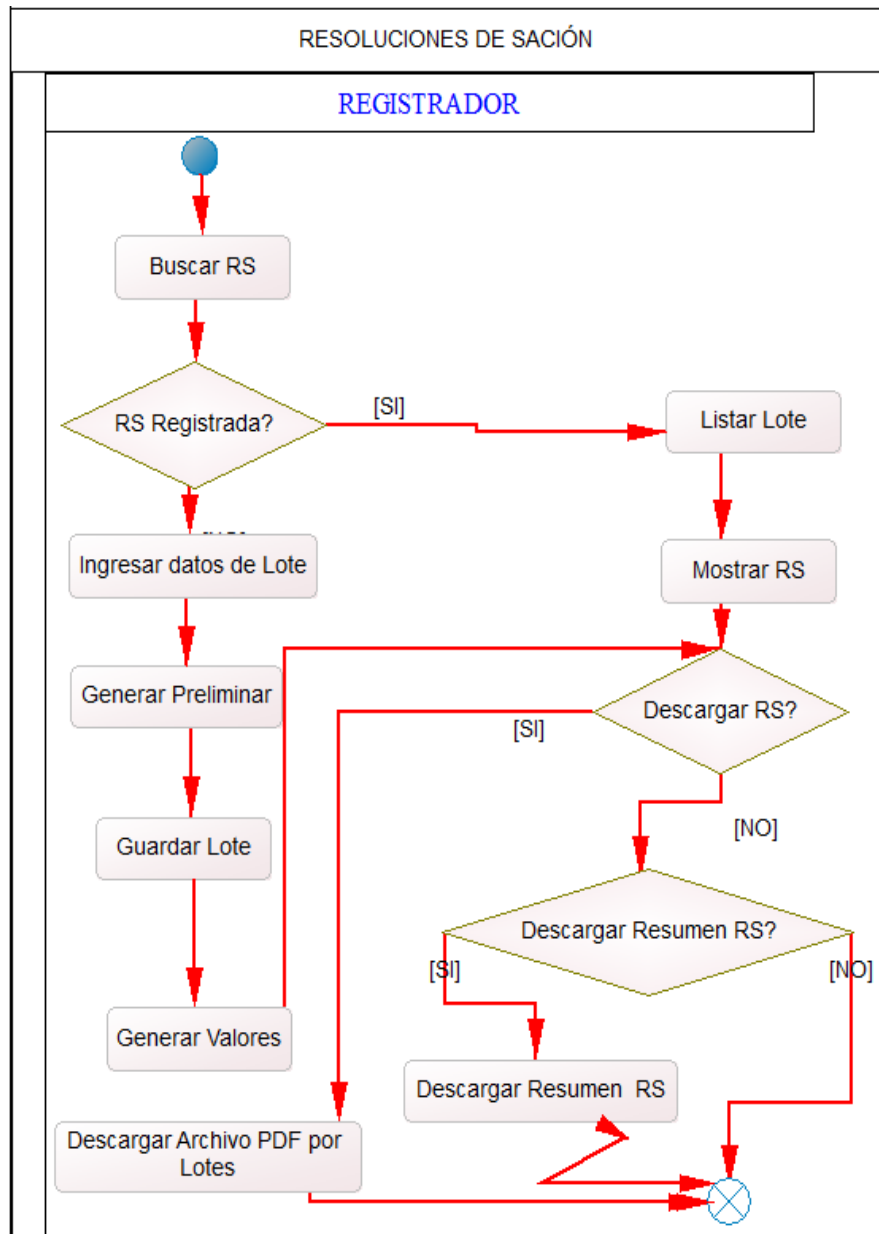 RESOLUCIONES DE SACIÓN
REGISTRADOR
Buscar RS
RS Registrada?
[SI]
Listar Lote
Ingresar datos de Lote
Mostrar RS
Generar Preliminar
Descargar RS?
[SI]
Guardar Lote
[NO]
Descargar Resumen RS?
[SI]
[NO]
Generar Valores
Descargar Resumen RS
Descargar Archivo PDF por
Lotes